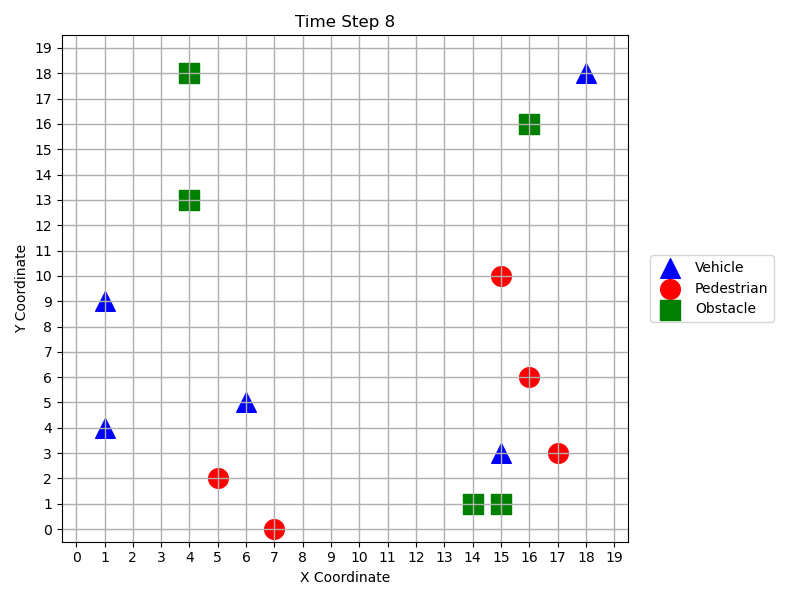 Time Step 8
19
18
17
16
15
14
13
12
11
10
9
8
7
6
5
4
3
2
1
0
Y Coordinate
0 1 2 3 4 5 6 7 8 9 10 11 12 13 14 15 16 17 18 19
X Coordinate
Vehicle
Pedestrian
Obstacle